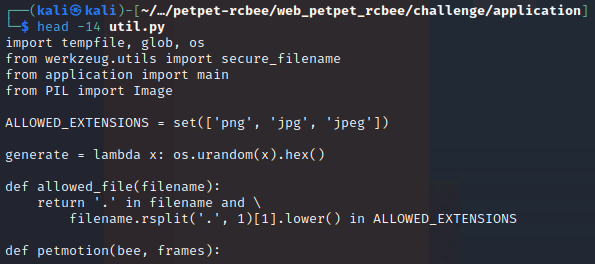 ┌──(kali㉿kali)-[~/…/petpet-rcbee/web_petpet_rcbee/challenge/application]
└─$ head -14 util.py
import tempfile, glob, os
from werkzeug.utils import secure_filename
from application import main
from PIL import Image

ALLOWED_EXTENSIONS = set(['png', 'jpg', 'jpeg'])

generate = lambda x: os.urandom(x).hex()

def allowed_file(filename):
    return '.' in filename and \
        filename.rsplit('.', 1)[1].lower() in ALLOWED_EXTENSIONS

def petmotion(bee, frames):